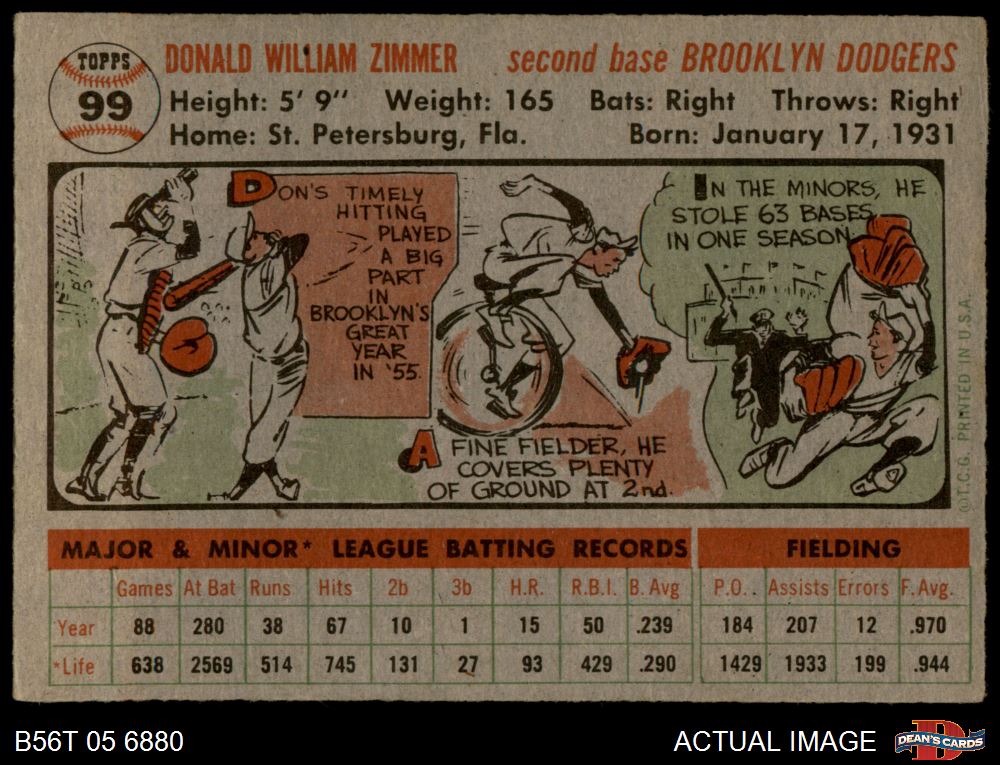 TOPPS
99
DONALD WILLIAM ZIMMER second base BROOKLYN DODGERS
Height: 5' 9" Weight: 165 Bats: Right Throws: Right
Home: St. Petersburg, Fla. Born: January 17, 1931
DON'S TIMELY
HITTING
PLAYED
A BIG
PART
IN
BROOKLYN'S
GREAT
YEAR
IN '55.
A FINE FIELDER, HE
COVERS PLENTY
OF GROUND AT 2nd.
IN THE MINORS, HE
STOLE 63 BASES
IN ONE SEASON
©T.C.G. PRINTED IN U.S.A.
MAJOR & MINOR* LEAGUE BATTING RECORDS FIELDING
Games At Bat Runs Hits 2b 3b H.R. R.B.I. B. Avg P.O. Assists Errors F. Avg.
Year 88 280 38 67 10 1 15 50 .239 184 207 12 .970
*Life 638 2569 514 745 131 27 93 429 .290 1429 1933 199 .944
B56T 05 6880 ACTUAL IMAGE DEAN'S CARDS